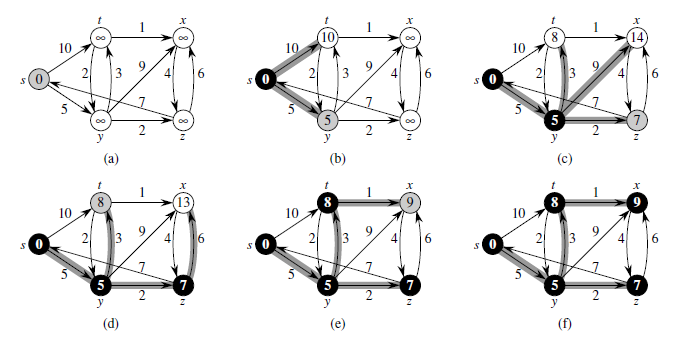 t 1 x
10 ∞ ∞
s 0 2 3 9 4 6
5 7
∞ 2 ∞
y z
(a)
t 1 x
10 10 ∞
s 0 2 3 9 4 6
5 7
5 2 ∞
y z
(b)
t 1 x
10 8 14
s 0 2 3 9 4 6
5 7
5 2 7
y z
(c)
t 1 x
10 8 13
s 0 2 3 9 4 6
5 7
5 2 7
y z
(d)
t 1 x
10 8 9
s 0 2 3 9 4 6
5 7
5 2 7
y z
(e)
t 1 x
10 8 9
s 0 2 3 9 4 6
5 7
5 2 7
y z
(f)